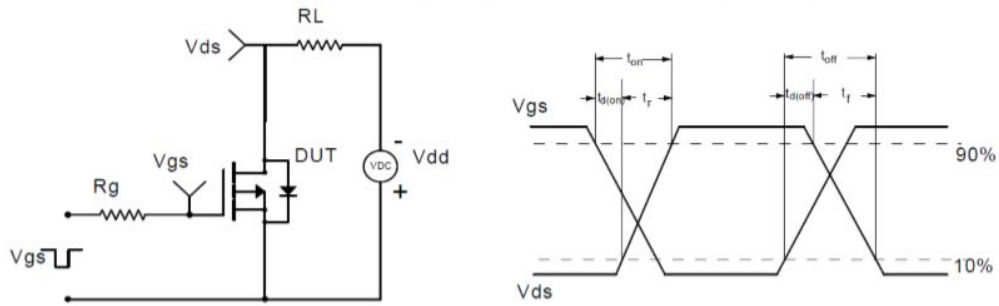 RL
Vds
Vgs
DUT
Rg
VDC
-
Vdd
+
Vgs
ton
toff
td(on)
tr
td(off)
tf
Vgs
90%
10%
Vds